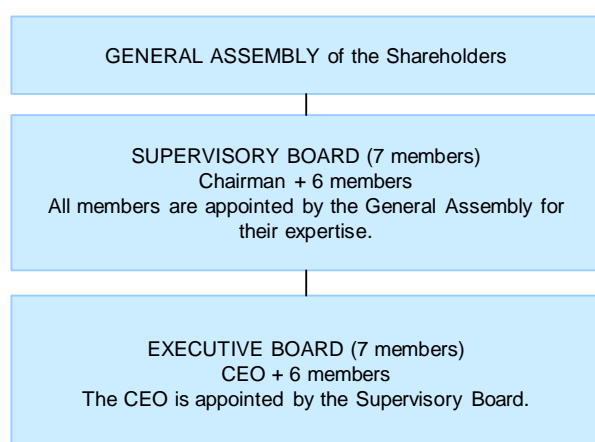 GENERAL ASSEMBLY of the Shareholders
SUPERVISORY BOARD (7 members)
Chairman + 6 members
All members are appointed by the General Assembly for
their expertise.
EXECUTIVE BOARD (7 members)
CEO + 6 members
The CEO is appointed by the Supervisory Board.